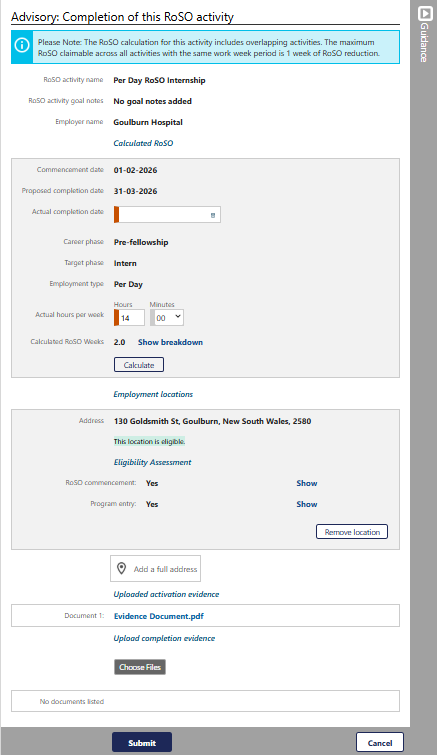 Advisory: Completion of this RoSO activity
Guidance
Please Note: The RoSO calculation for this activity includes overlapping activities. The maximum
RoSO claimable across all activities with the same work week period is 1 week of RoSO reduction.
RoSO activity name Per Day RoSO Internship
RoSO activity goal notes No goal notes added
Employer name Goulburn Hospital
Calculated RoSO
Commencement date 01-02-2026
Proposed completion date 31-03-2026
Actual completion date
Career phase Pre-fellowship
Target phase Intern
Employment type Per Day
Hours Minutes
Actual hours per week 14 00
Calculated RoSO Weeks 2.0 Show breakdown
Calculate
Employment locations
Address 130 Goldsmith St, Goulburn, New South Wales, 2580
This location is eligible.
Eligibility Assessment
RoSO commencement: Yes Show
Program entry: Yes Show
Remove location
Add a full address
Uploaded activation evidence
Document 1: Evidence Document.pdf
Upload completion evidence
Choose Files
No documents listed
Submit Cancel